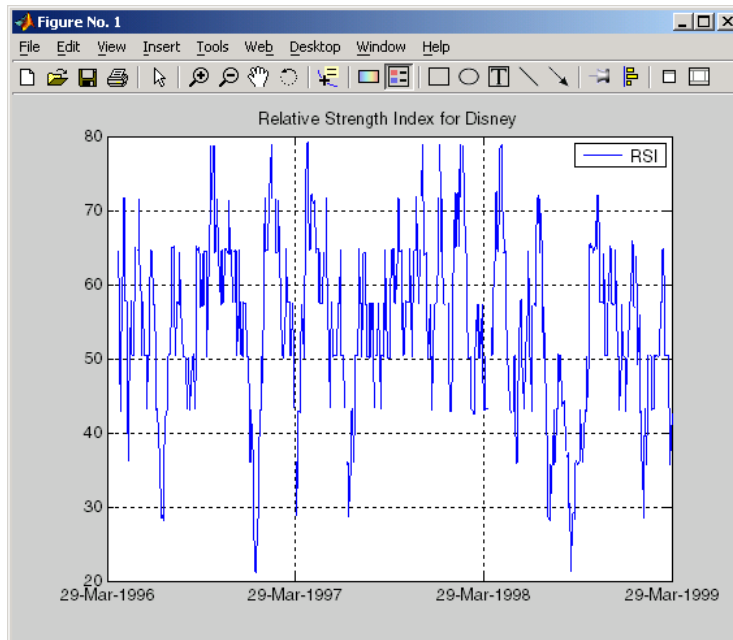 Figure No. 1
File Edit View Insert Tools Web Desktop Window Help
T
Relative Strength Index for Disney
RSI
80
70
60
50
40
30
20
29-Mar-1996 29-Mar-1997 29-Mar-1998 29-Mar-1999